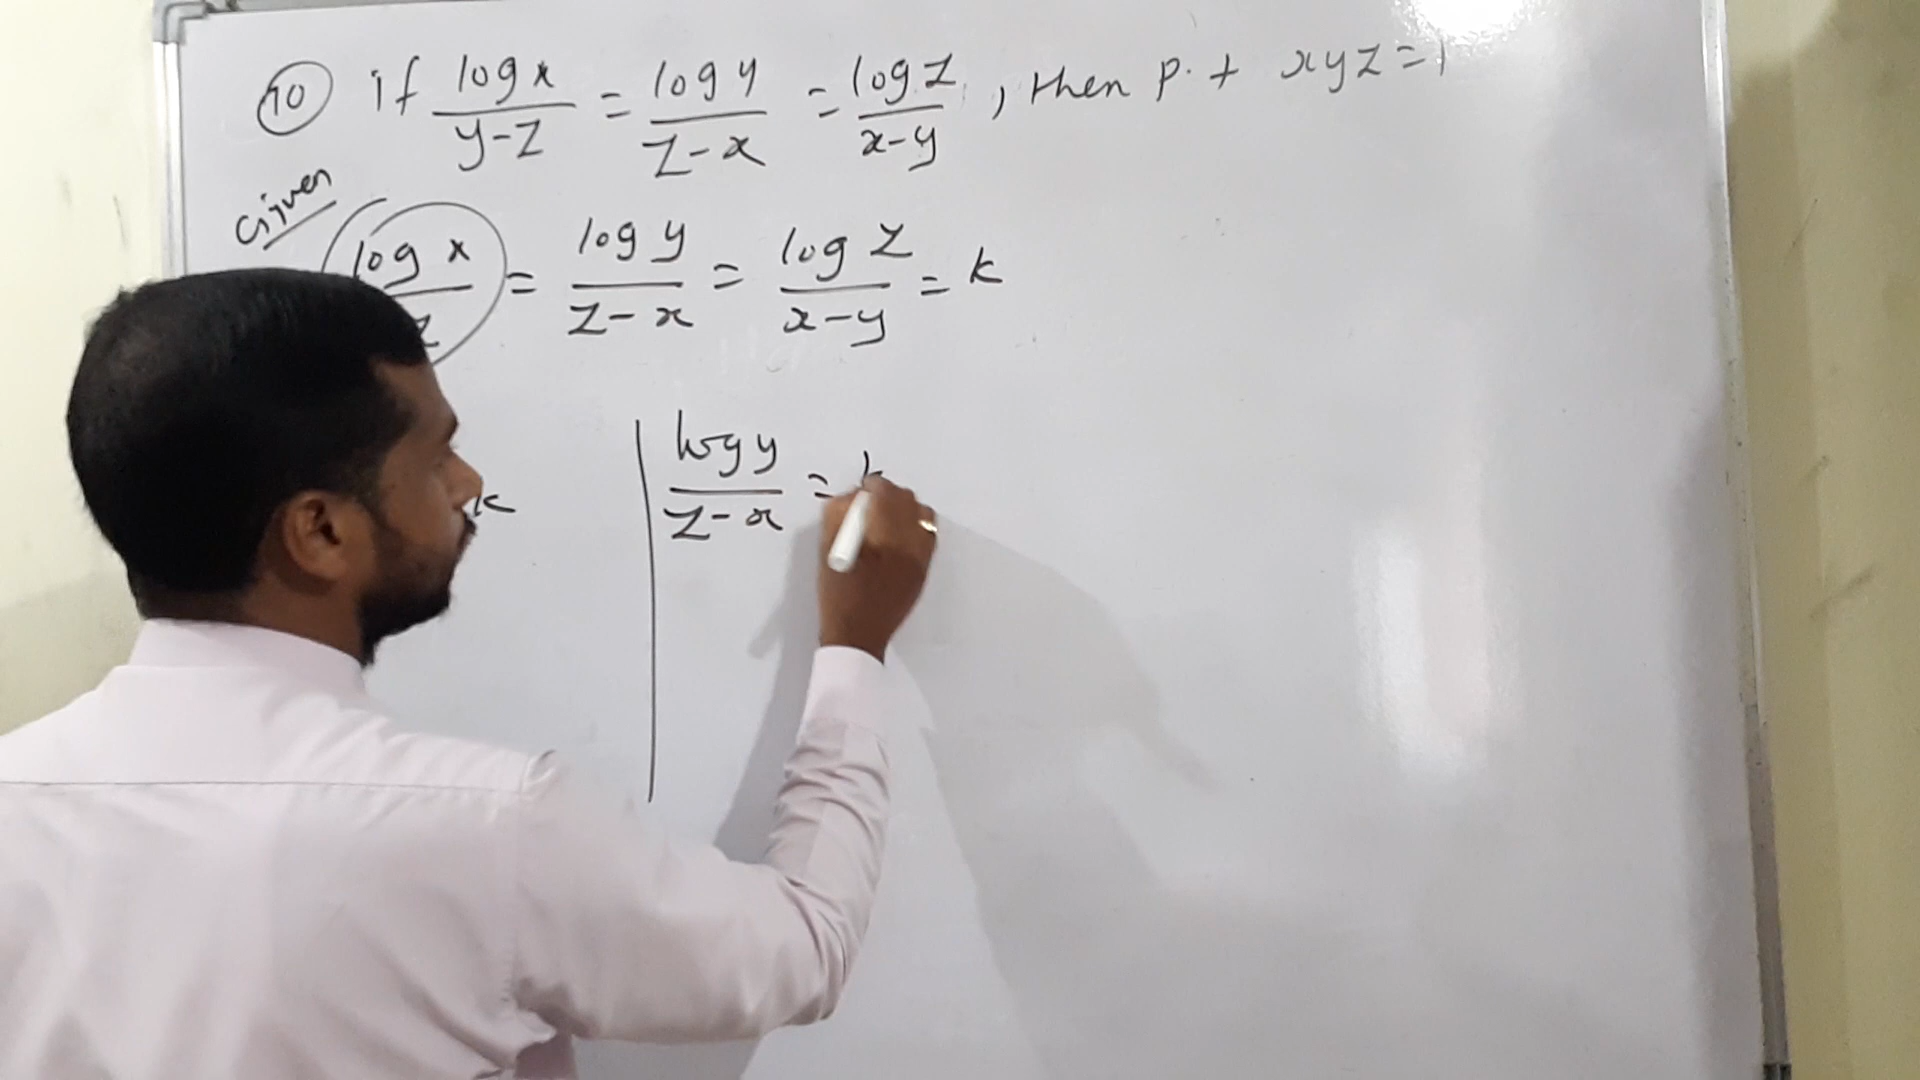 10 if log x / y-z = log y / z-x = log z / x-y, then p.t xyz=1
Given
log x / z = log y / z-x = log z / x-y = k
k
log y / z-x = k